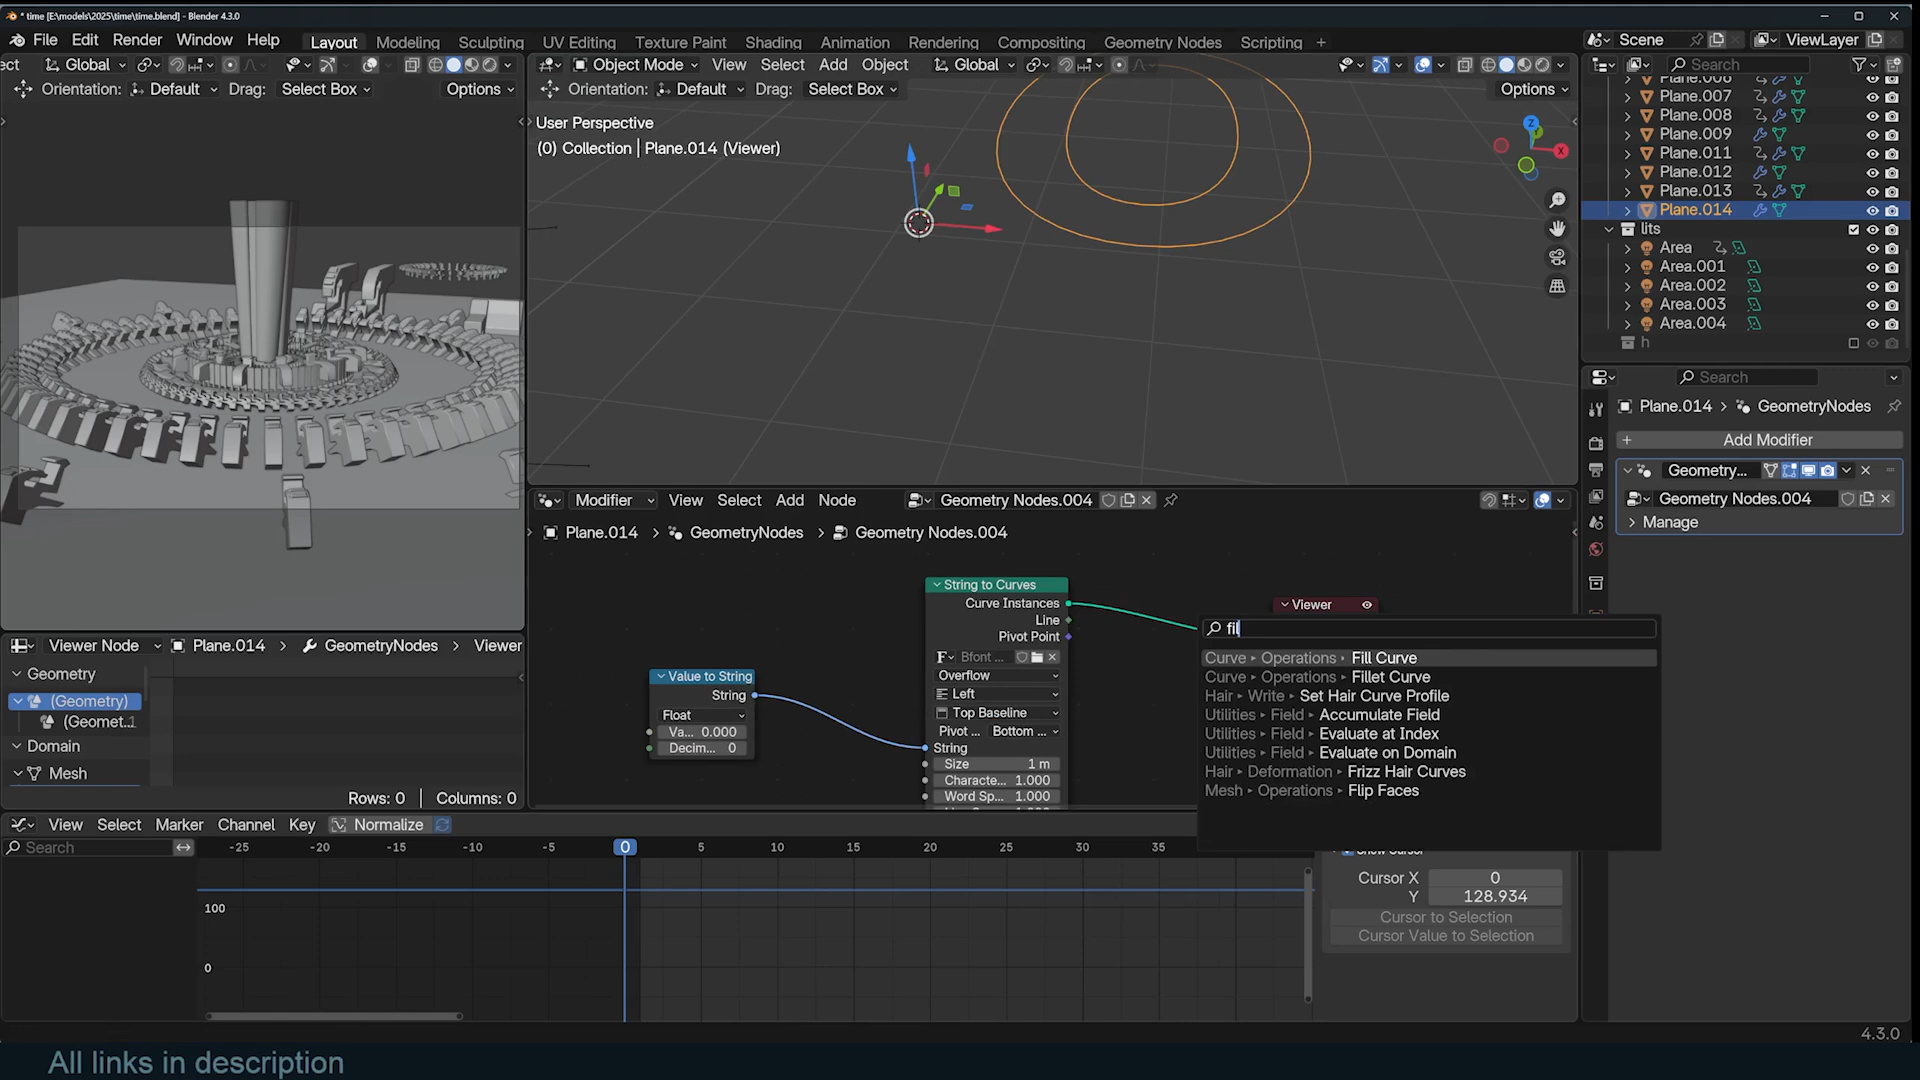 * time [E:\models\2025\time\time.blend] - Blender 4.3.0
File Edit Render Window Help Layout Modeling Sculpting UV Editing Texture Paint Shading Animation Rendering Compositing Geometry Nodes Scripting + Scene ViewLayer
ect Global
Object Mode View Select Add Object Global
Search
Orientation: Default Drag: Select Box Options
Orientation: Default Drag: Select Box Options
User Perspective
(0) Collection | Plane.014 (Viewer)
Z
Y
X
Plane.006
Plane.007
Plane.008
Plane.009
Plane.011
Plane.012
Plane.013
Plane.014
lits
Area
Area.001
Area.002
Area.003
Area.004
h
Search
Plane.014 > GeometryNodes
+ Add Modifier
Geometry...
Geometry Nodes.004
Manage
Modifier View Select Add Node Geometry Nodes.004
Plane.014 > GeometryNodes > Geometry Nodes.004
String to Curves
Curve Instances
Line
Pivot Point
F Bfont ...
Overflow
Left
Top Baseline
Pivot ... Bottom ...
String
Size 1 m
Characte... 1.000
Word Sp... 1.000
Value to String
String
Float
Va... 0.000
Decim... 0
Viewer
fil
Curve ▸ Operations ▸ Fill Curve
Curve ▸ Operations ▸ Fillet Curve
Hair ▸ Write ▸ Set Hair Curve Profile
Utilities ▸ Field ▸ Accumulate Field
Utilities ▸ Field ▸ Evaluate at Index
Utilities ▸ Field ▸ Evaluate on Domain
Hair ▸ Deformation ▸ Frizz Hair Curves
Mesh ▸ Operations ▸ Flip Faces
Viewer Node Plane.014 > GeometryNodes > Viewer
Geometry
(Geometry)
(Geomet... 1
Domain
Mesh
Rows: 0 | Columns: 0
View Select Marker Channel Key Normalize
Search
-25 -20 -15 -10 -5 0 5 10 15 20 25 30 35
100
0
Show Cursor
Cursor X 0
Y 128.934
Cursor to Selection
Cursor Value to Selection
4.3.0
All links in description